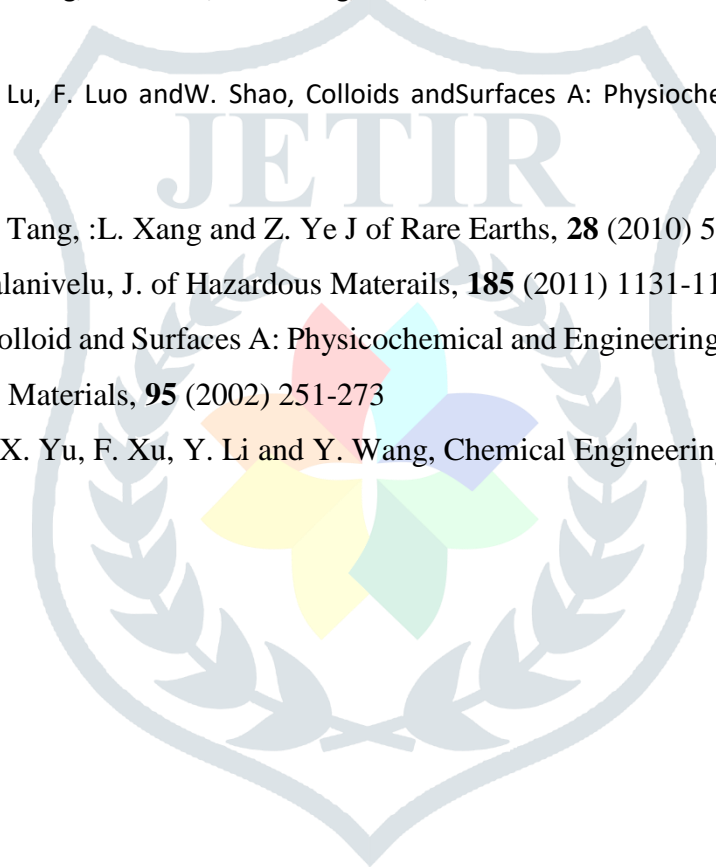 Lu, F. Luo andW. Shao, Colloids andSurfaces A: Physioche
JETIR
Tang, :L. Xang and Z. Ye J of Rare Earths, 28 (2010) 5
alanivelu, J. of Hazardous Materails, 185 (2011) 1131-11
olloid and Surfaces A: Physicochemical and Engineering
Materials, 95 (2002) 251-273
X. Yu, F. Xu, Y. Li and Y. Wang, Chemical Engineering